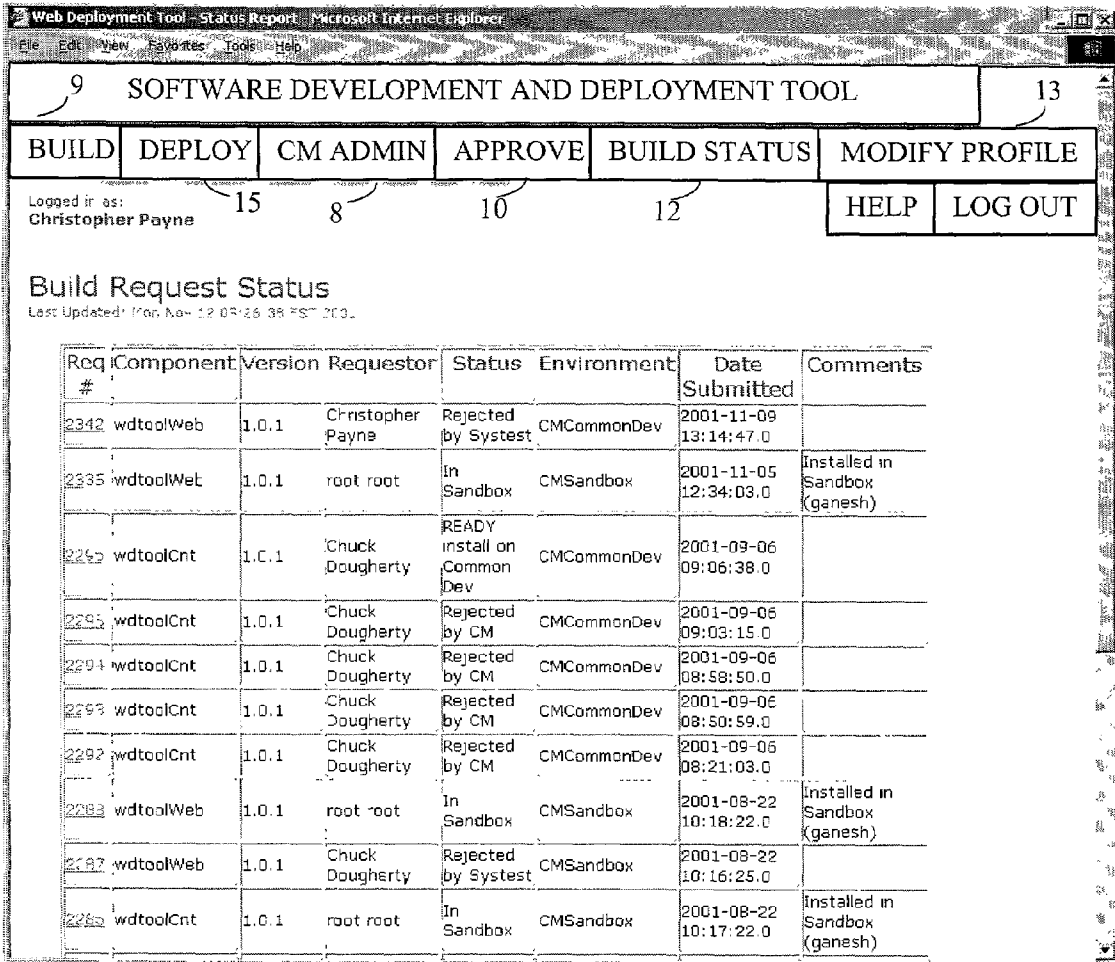 Web Deployment Tool - Status Report - Microsoft Internet Explorer
File Edit View Favorites Tools Help
9 SOFTWARE DEVELOPMENT AND DEPLOYMENT TOOL 13
BUILD DEPLOY CM ADMIN APPROVE BUILD STATUS MODIFY PROFILE
15 8 10 12 HELP LOG OUT
Logged in as:
Christopher Payne
Build Request Status
Last Updated: Mon Nov 12
Req # Component Version Requestor Status Environment Date Submitted Comments
2342 wdtoolWeb 1.0.1 Christopher Payne Rejected by Systest CMCommonDev 2001-11-09 13:14:47.0
2335 wdtoolWeb 1.0.1 root root In Sandbox CMSandbox 2001-11-05 12:34:03.0 Installed in Sandbox (ganesh)
wdtoolCnt 1.0.1 Chuck Dougherty READY install on Common Dev CMCommonDev 2001-09-06 09:06:38.0
2295 wdtoolCnt 1.0.1 Chuck Dougherty Rejected by CM CMCommonDev 2001-09-06 09:03:15.0
2294 wdtoolCnt 1.0.1 Chuck Dougherty Rejected by CM CMCommonDev 2001-09-06 08:58:50.0
2293 wdtoolCnt 1.0.1 Chuck Dougherty Rejected by CM CMCommonDev 2001-09-06 08:50:59.0
2292 wdtoolCnt 1.0.1 Chuck Dougherty Rejected by CM CMCommonDev 2001-09-06 08:21:03.0
wdtoolWeb 1.0.1 root root In Sandbox CMSandbox 2001-08-22 10:18:22.0 Installed in Sandbox (ganesh)
2287 wdtoolWeb 1.0.1 Chuck Dougherty Rejected by Systest CMSandbox 2001-08-22 10:16:25.0
wdtoolCnt 1.0.1 root root In Sandbox CMSandbox 2001-08-22 10:17:22.0 Installed in Sandbox (ganesh)